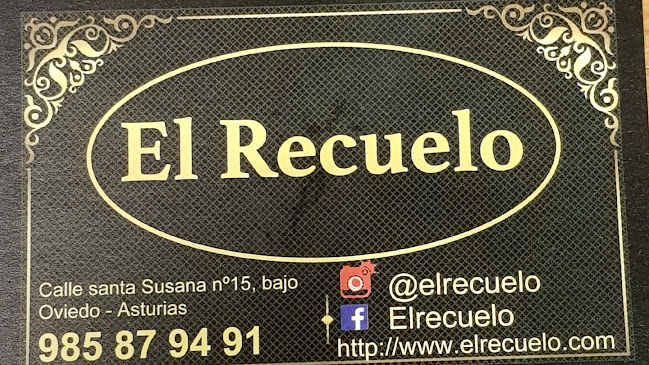 El Recuelo
Calle santa Susana nº15, bajo
Oviedo - Asturias
985 87 94 91
@elrecuelo
Elrecuelo
http://www.elrecuelo.com